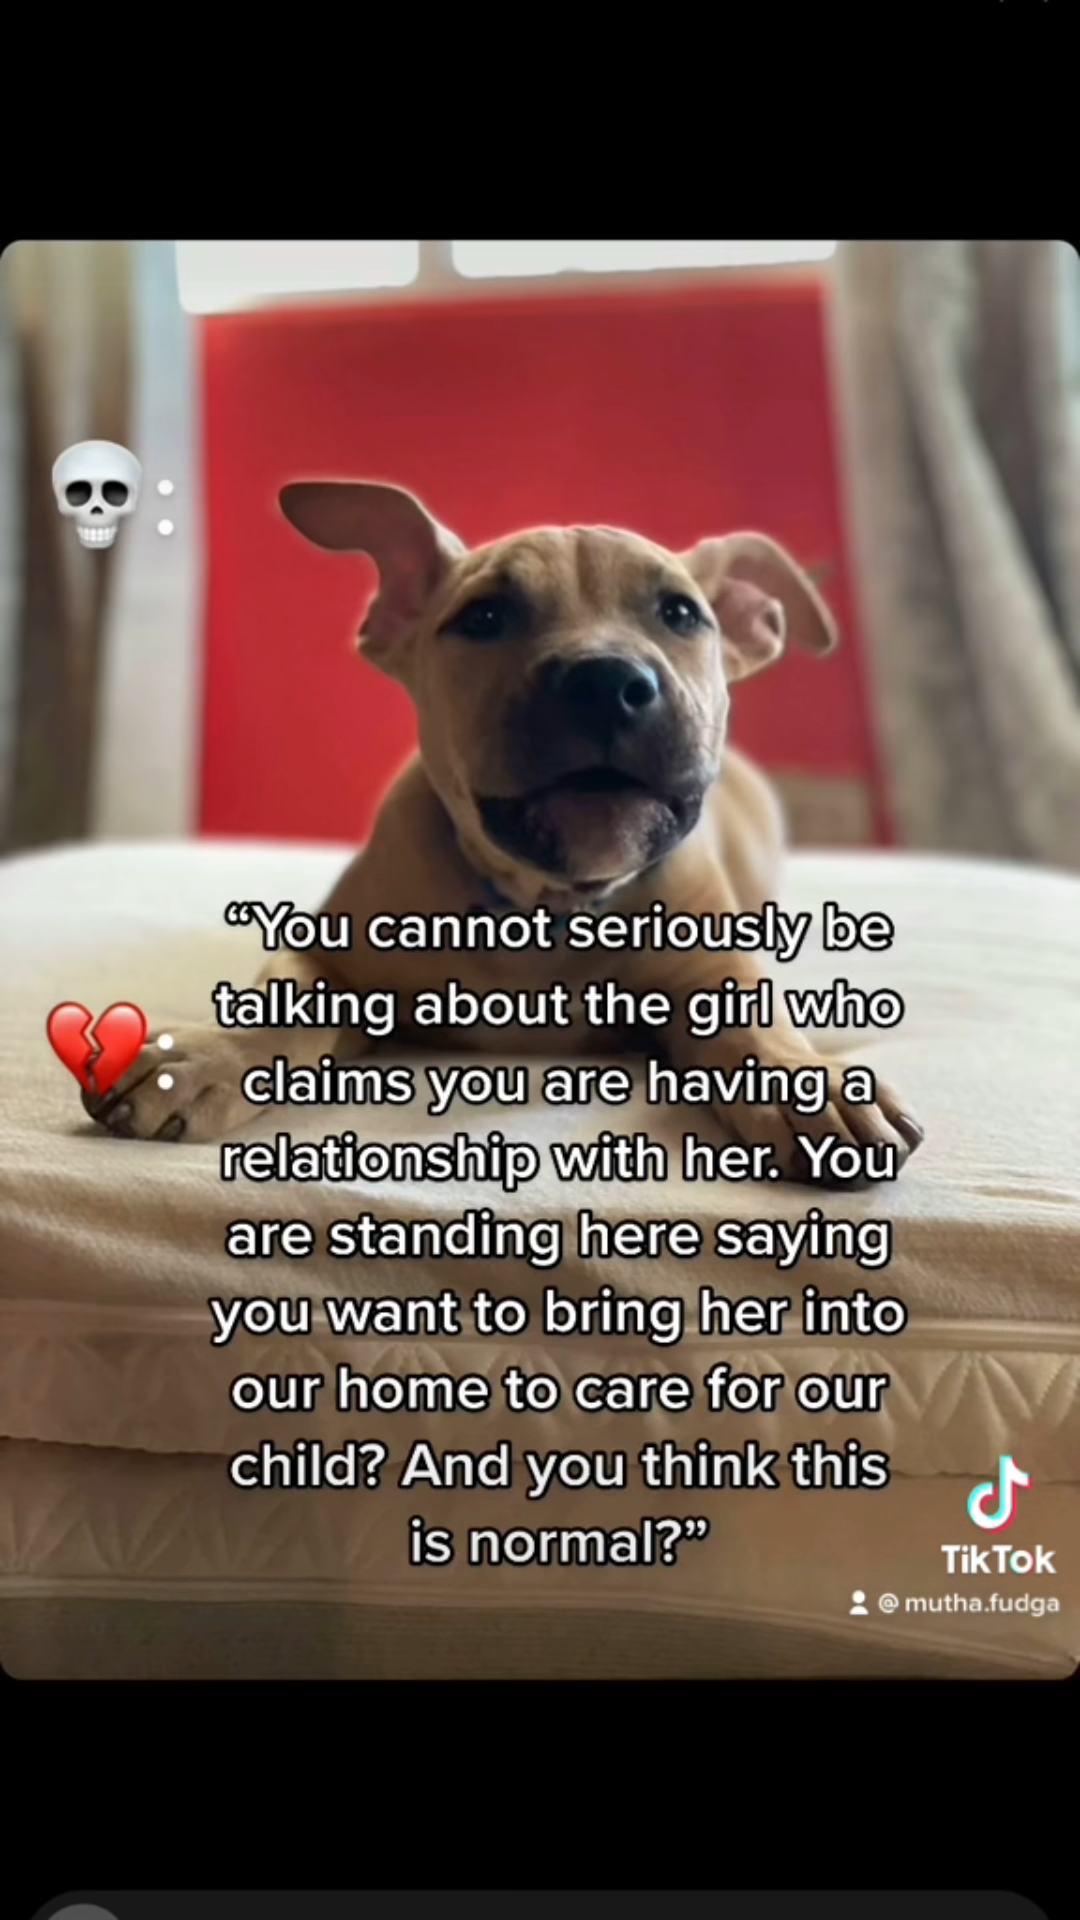 :
“You cannot seriously be
talking about the girl who
: claims you are having a
relationship with her. You
are standing here saying
you want to bring her into
our home to care for our
child? And you think this
is normal?”
TikTok
@mutha.fudga